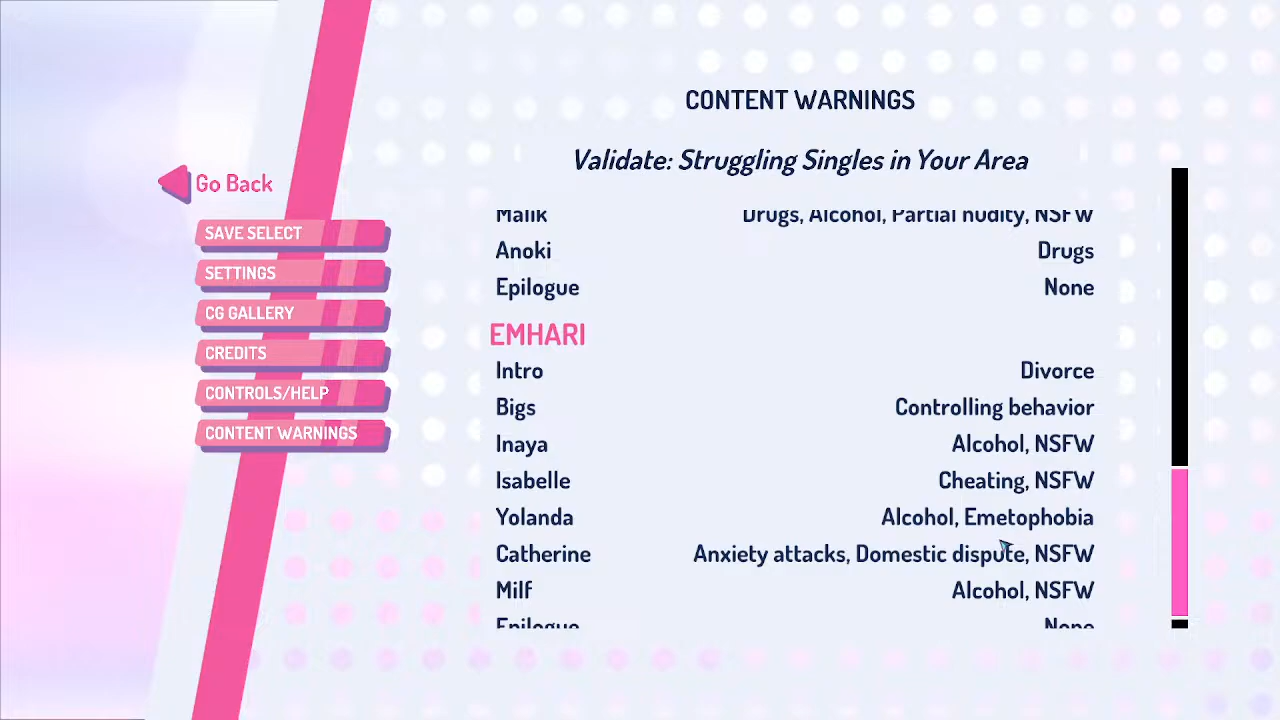 CONTENT WARNINGS
Validate: Struggling Singles in Your Area
Go Back
SAVE SELECT
SETTINGS
CG GALLERY
CREDITS
CONTROLS/HELP
CONTENT WARNINGS
Malik Drugs, Alcohol, Partial nudity, NSFW
Anoki Drugs
Epilogue None
EMHARI
Intro Divorce
Bigs Controlling behavior
Inaya Alcohol, NSFW
Isabelle Cheating, NSFW
Yolanda Alcohol, Emetophobia
Catherine Anxiety attacks, Domestic dispute, NSFW
Milf Alcohol, NSFW
Epilogue None